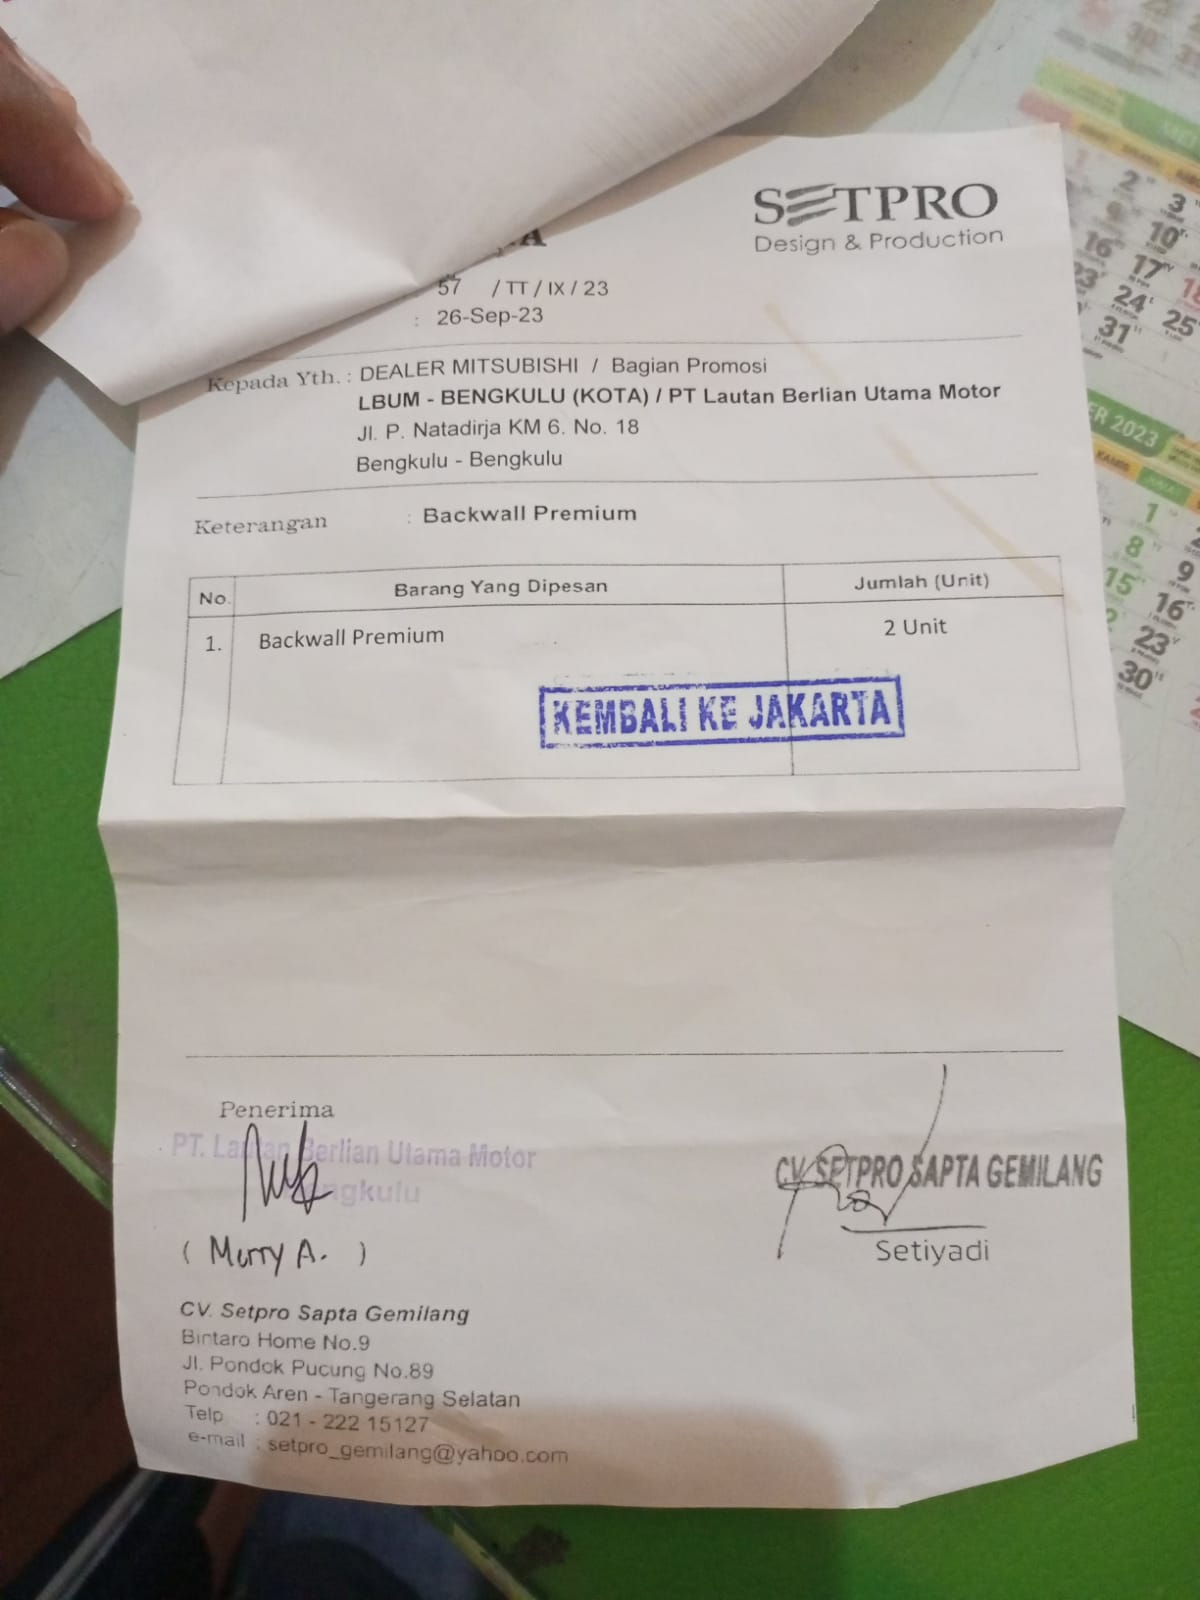 SETPRO
Design & Production
57 / TT / IX / 23
: 26-Sep-23
Kepada Yth. : DEALER MITSUBISHI / Bagian Promosi
LBUM - BENGKULU (KOTA) / PT Lautan Berlian Utama Motor
Jl. P. Natadirja KM 6. No. 18
Bengkulu - Bengkulu
Keterangan : Backwall Premium
No. Barang Yang Dipesan Jumlah (Unit)
1. Backwall Premium 2 Unit
KEMBALI KE JAKARTA
Penerima
PT. Lautan Berlian Utama Motor
Bengkulu
CV. SETPRO SAPTA GEMILANG
Setiyadi
( Merry A. )
CV. Setpro Sapta Gemilang
Bintaro Home No.9
Jl. Pondok Pucung No.89
Pondok Aren - Tangerang Selatan
Telp : 021 - 222 15127
e-mail : setpro_gemilang@yahoo.com
2023
KAMIS
1
8
9
15
16
23
30
2
3
10
16
17
23
24
25
31